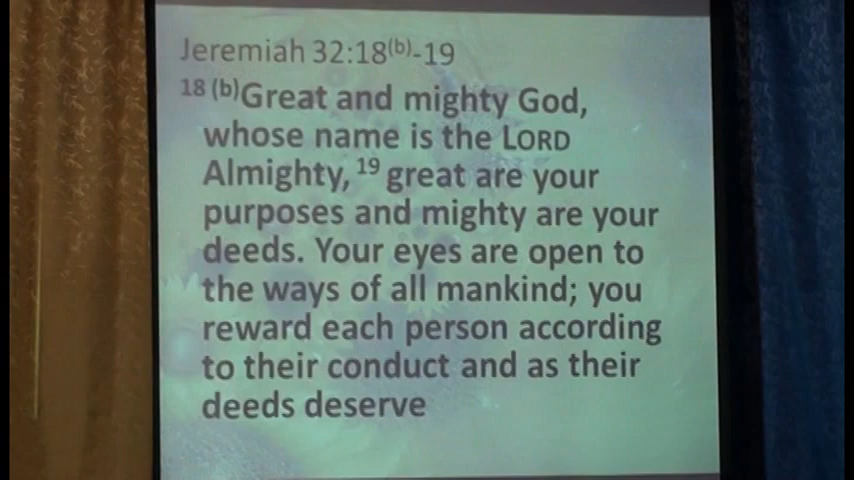 Jeremiah 32:18(b)-19
18 (b)Great and mighty God,
whose name is the LORD
Almighty, 19 great are your
purposes and mighty are your
deeds. Your eyes are open to
the ways of all mankind; you
reward each person according
to their conduct and as their
deeds deserve